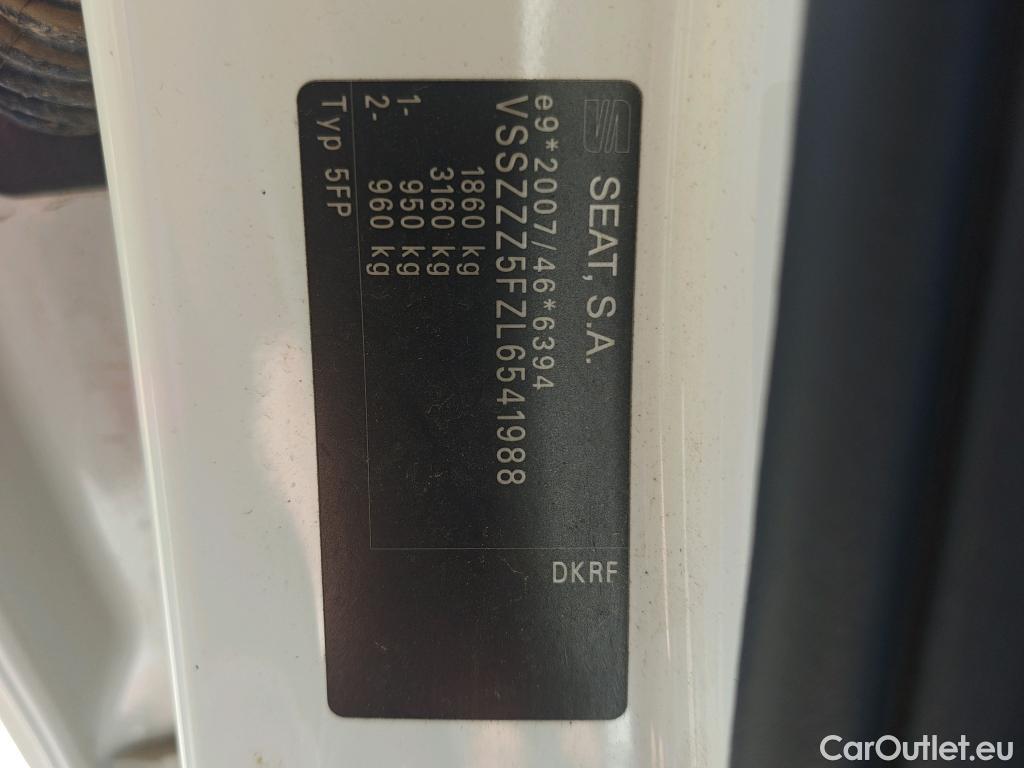 SEAT, S.A.
e9*2007/46*6394
VSSZZZ5FZL6541988
1860 kg
3160 kg
1- 950 kg
2- 960 kg
Typ 5FP
DKRF
CarOutlet.eu